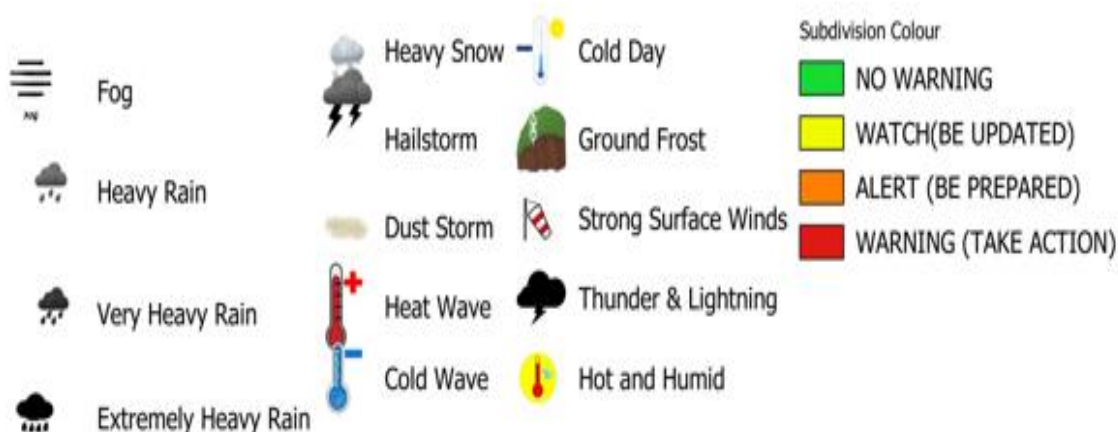 Fog
Heavy Rain
Very Heavy Rain
Extremely Heavy Rain
Heavy Snow
Hailstorm
Dust Storm
Heat Wave
Cold Wave
Cold Day
Ground Frost
Strong Surface Winds
Thunder & Lightning
Hot and Humid
Subdivision Colour
NO WARNING
WATCH(BE UPDATED)
ALERT (BE PREPARED)
WARNING (TAKE ACTION)